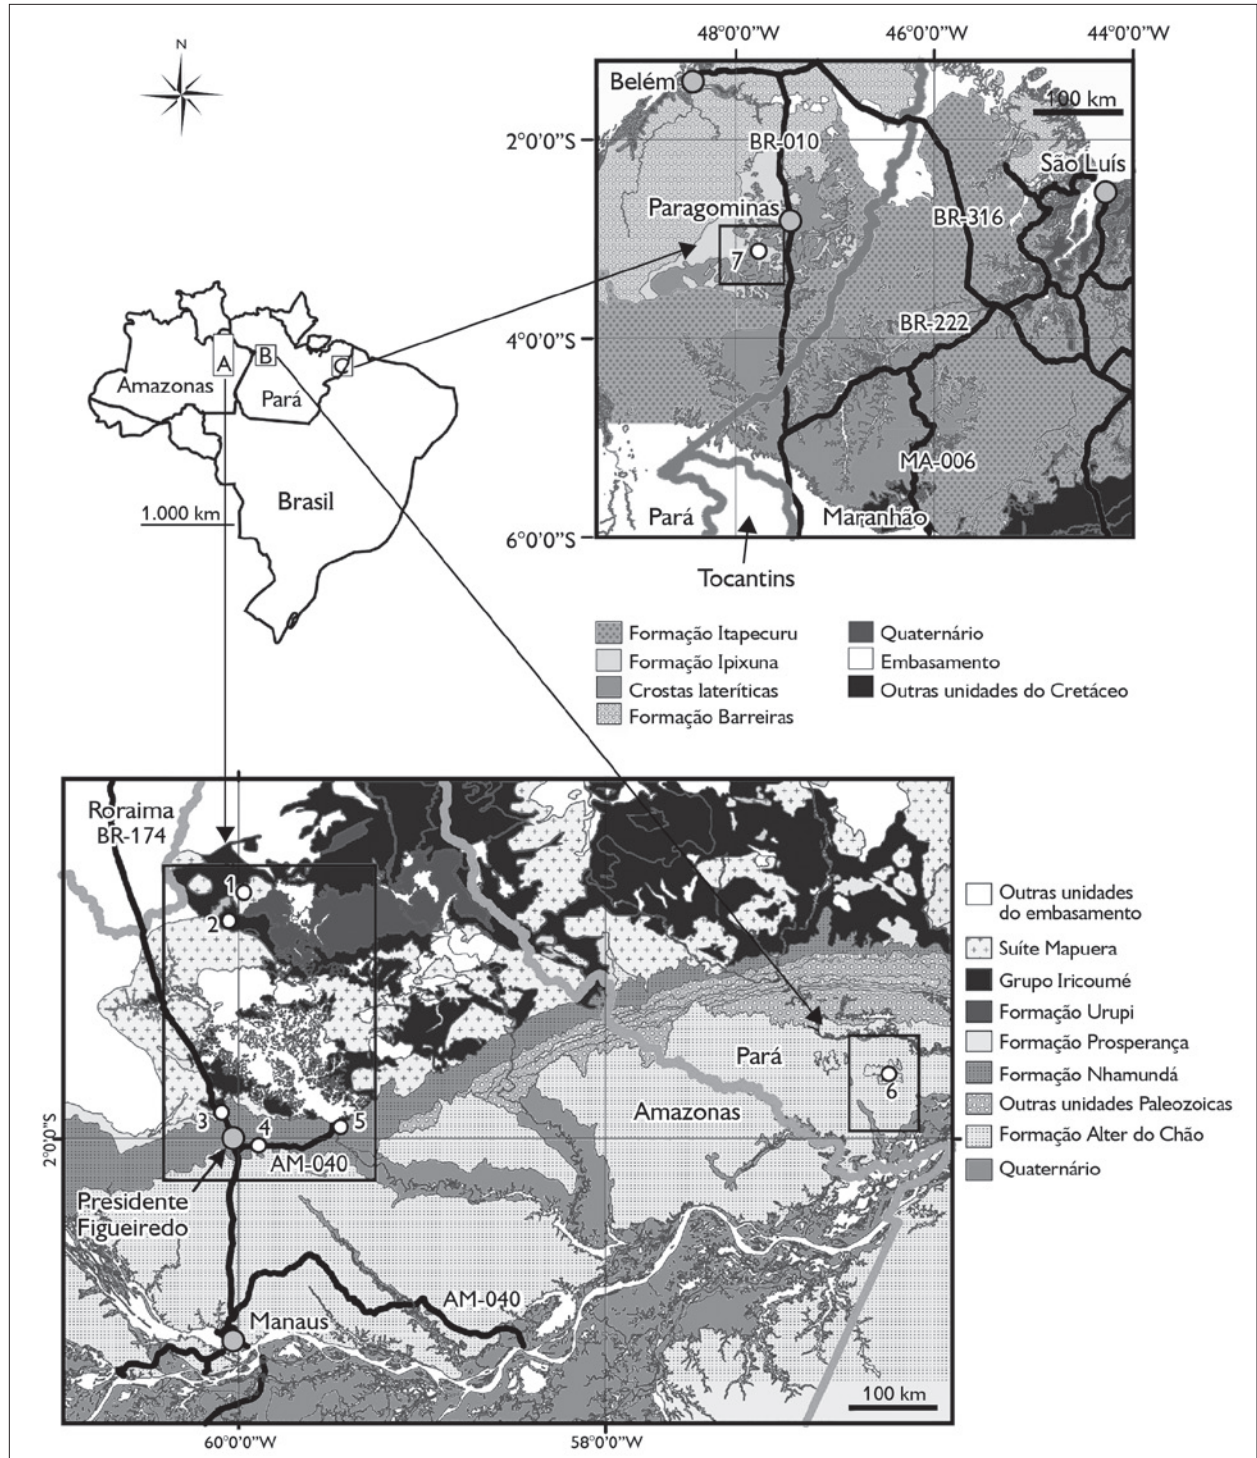 N
48°0'0"W
46°0'0"W
44°0'0"W
Belém
100 km
2°0'0"S
BR-010
São Luís
Paragominas
BR-316
7
BR-222
4°0'0"S
MA-006
Pará
Maranhão
6°0'0"S
Tocantins
A
B
C
Amazonas
Pará
Brasil
1.000 km
Formação Itapecuru
Formação Ipixuna
Crostas lateríticas
Formação Barreiras
Quaternário
Embasamento
Outras unidades do Cretáceo
Roraima
BR-174
1
2
3
4
5
AM-040
2°0'0"S
Presidente
Figueiredo
Pará
6
Amazonas
AM-040
Manaus
100 km
60°0'0"W
58°0'0"W
Outras unidades
do embasamento
Suíte Mapuera
Grupo Iricoumé
Formação Urupi
Formação Prosperança
Formação Nhamundá
Outras unidades Paleozoicas
Formação Alter do Chão
Quaternário